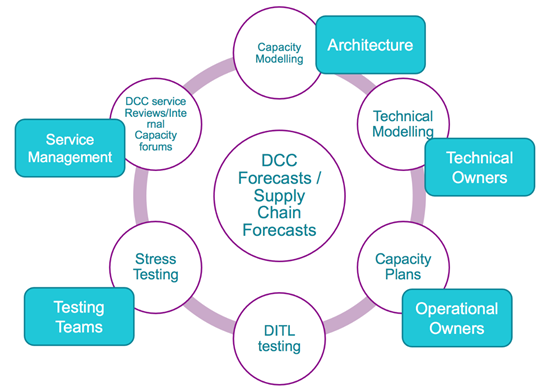 Capacity
Modelling
Architecture
DCC service
Reviews/Inte
rnal
Capacity
forums
Service
Management
Technical
Modelling
Technical
Owners
DCC
Forecasts /
Supply
Chain
Forecasts
Stress
Testing
Testing
Teams
Capacity
Plans
Operational
Owners
DITL
testing